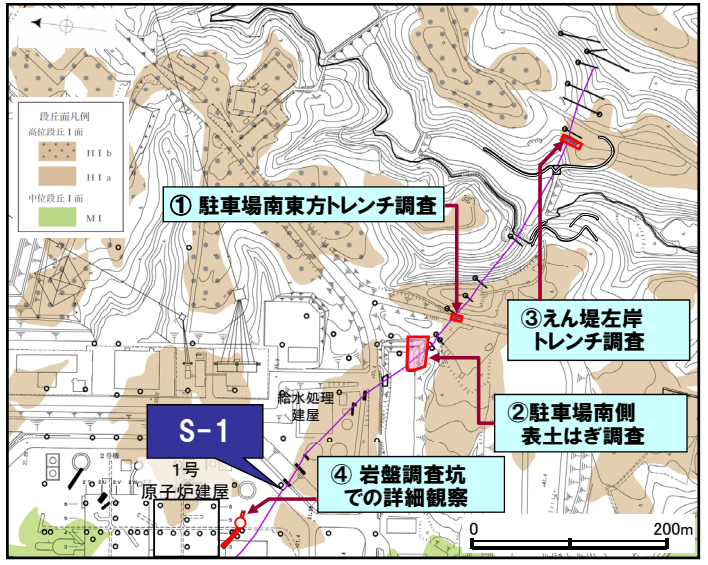 段丘面凡例
高位段丘Ⅰ面
HⅠb
HⅠa
中位段丘Ⅰ面
MⅠ
① 駐車場南東方トレンチ調査
③えん堤左岸
トレンチ調査
②駐車場南側
表土はぎ調査
給水処理
建屋
S-1
④ 岩盤調査坑
での詳細観察
2号機
1号
原子炉建屋
0
200m